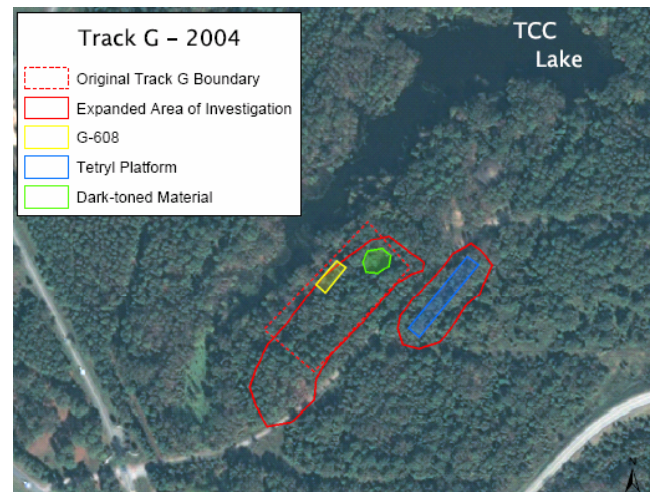 Track G – 2004
Original Track G Boundary
Expanded Area of Investigation
G-608
Tetryl Platform
Dark-toned Material
TCC
Lake
N